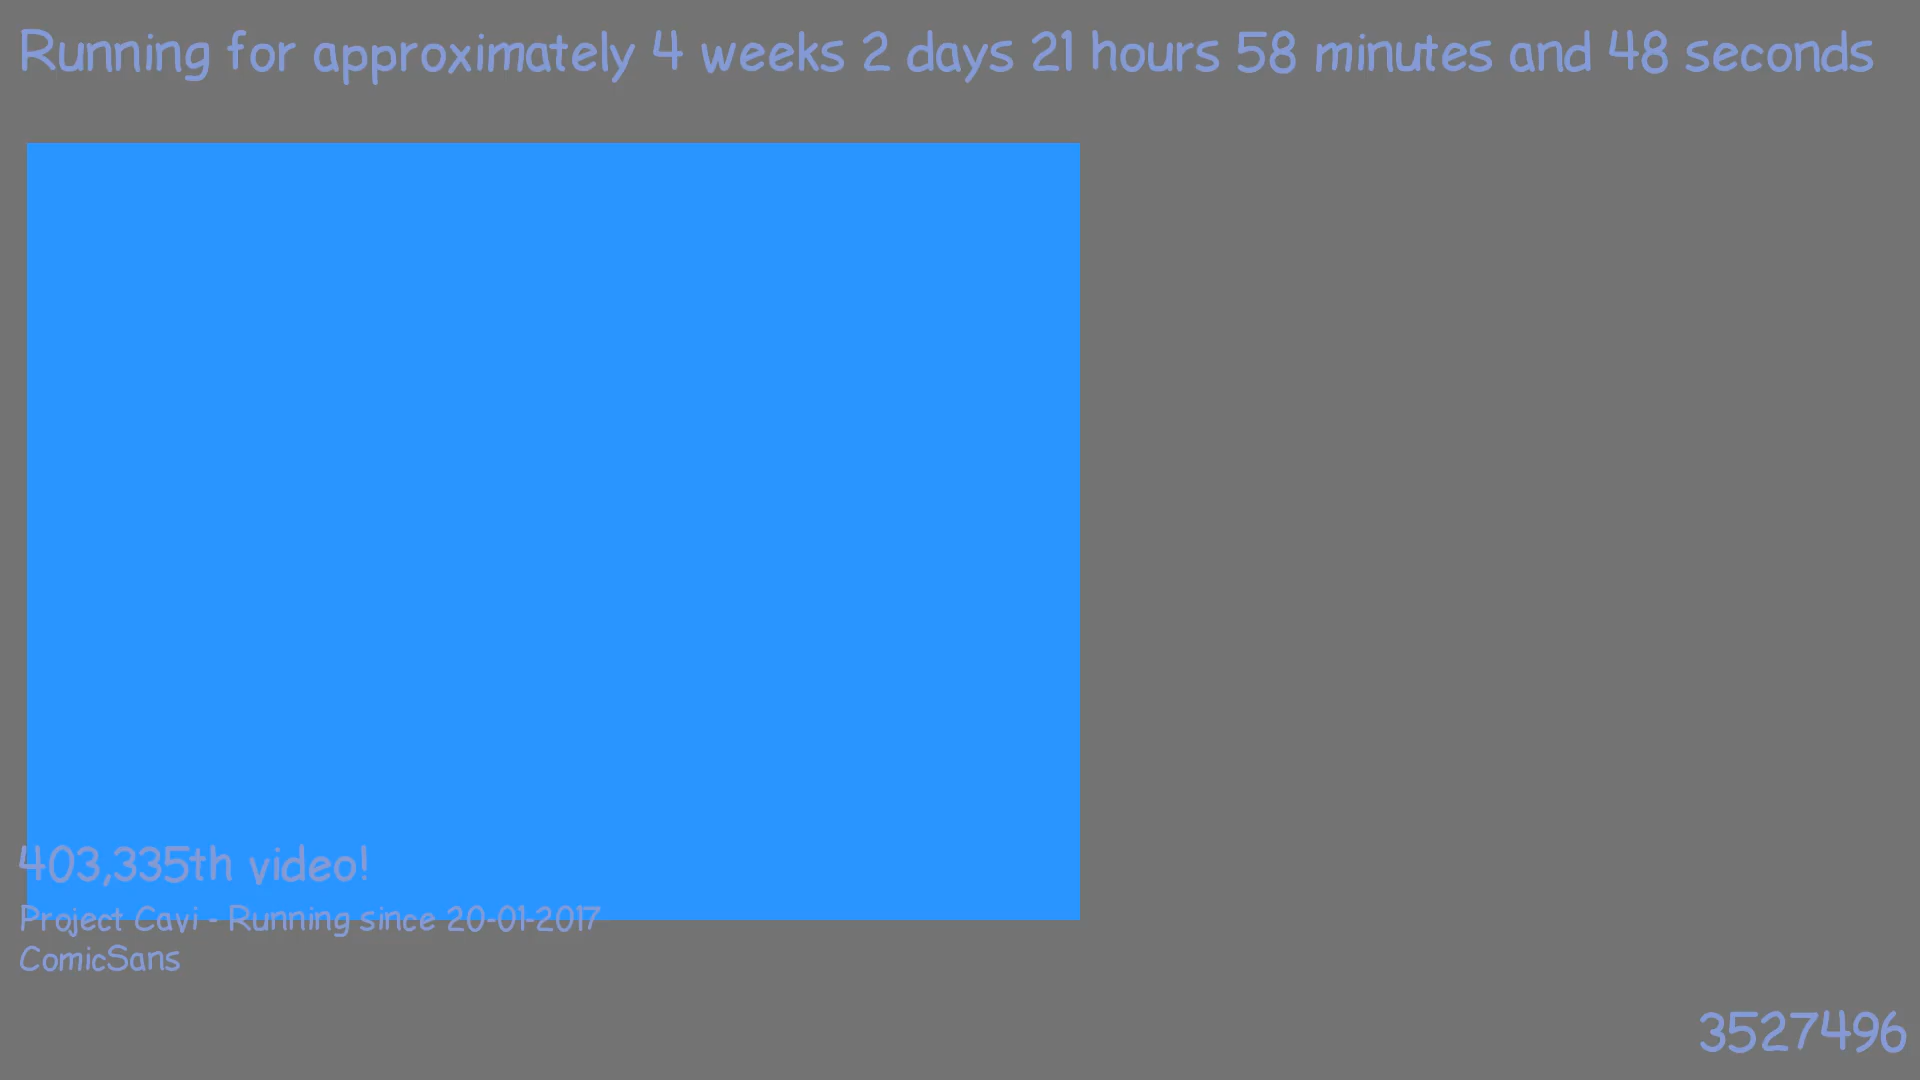 Running for approximately 4 weeks 2 days 21 hours 58 minutes and 48 seconds
403,335th video!
Project Cavi - Running since 20-01-2017
ComicSans
3527496